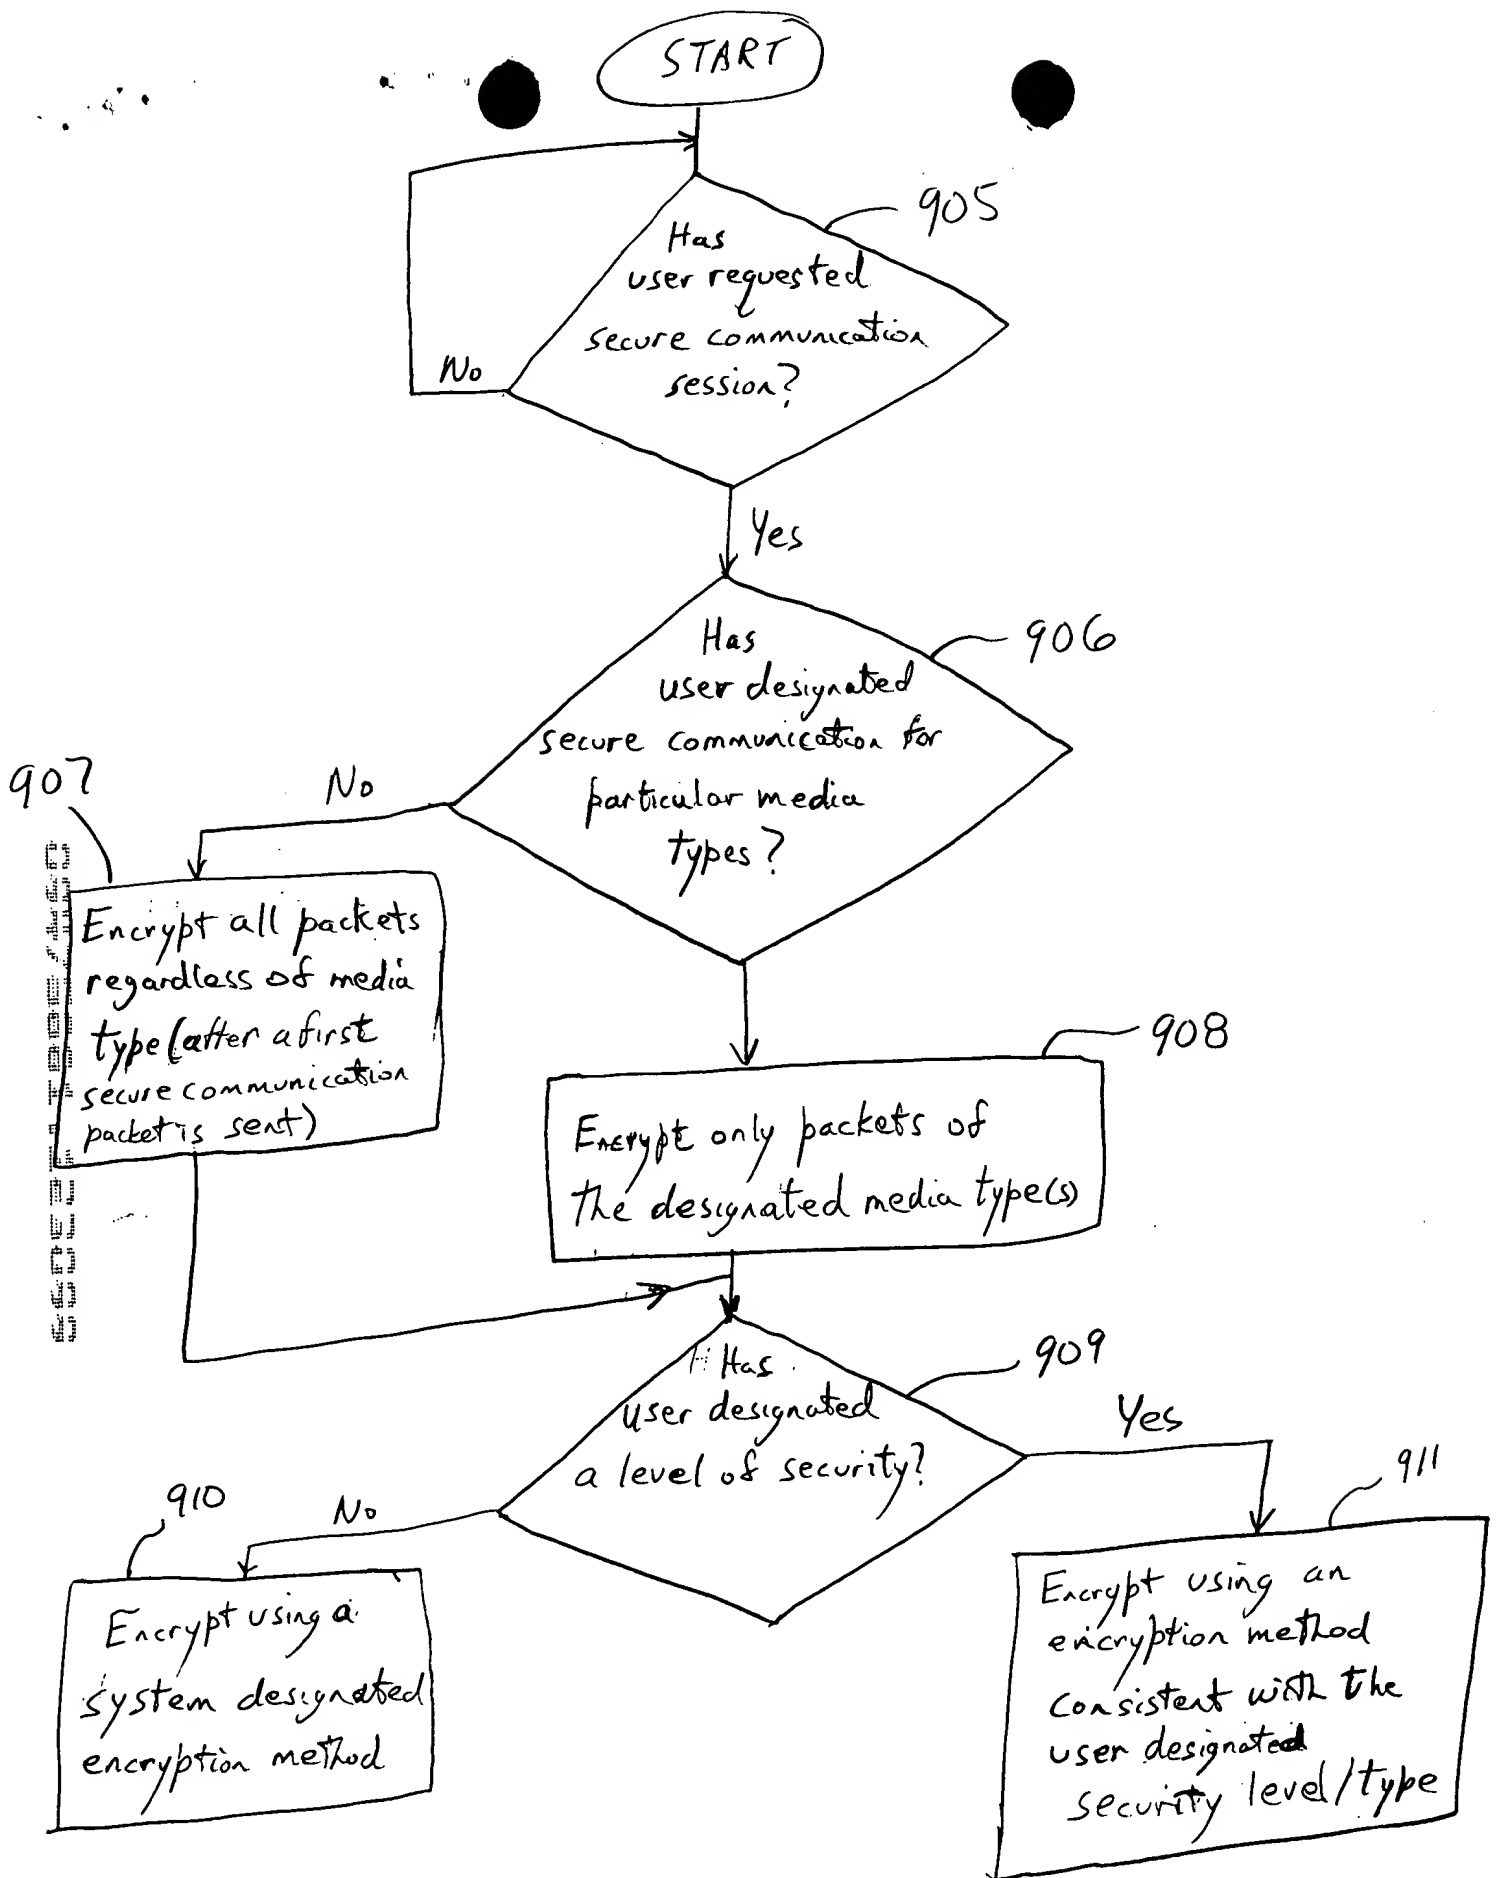 START
905
Has
user requested
secure communication
session?
No
Yes
906
Has
user designated
secure communication for
particular media
types?
No
907
Encrypt all packets
regardless of media
type (after a first
secure communication
packet is sent)
908
Encrypt only packets of
the designated media type(s)
909
Has
user designated
a level of security?
Yes
No
910
Encrypt using a
system designated
encryption method
911
Encrypt using an
encryption method
consistent with the
user designated
security level/type